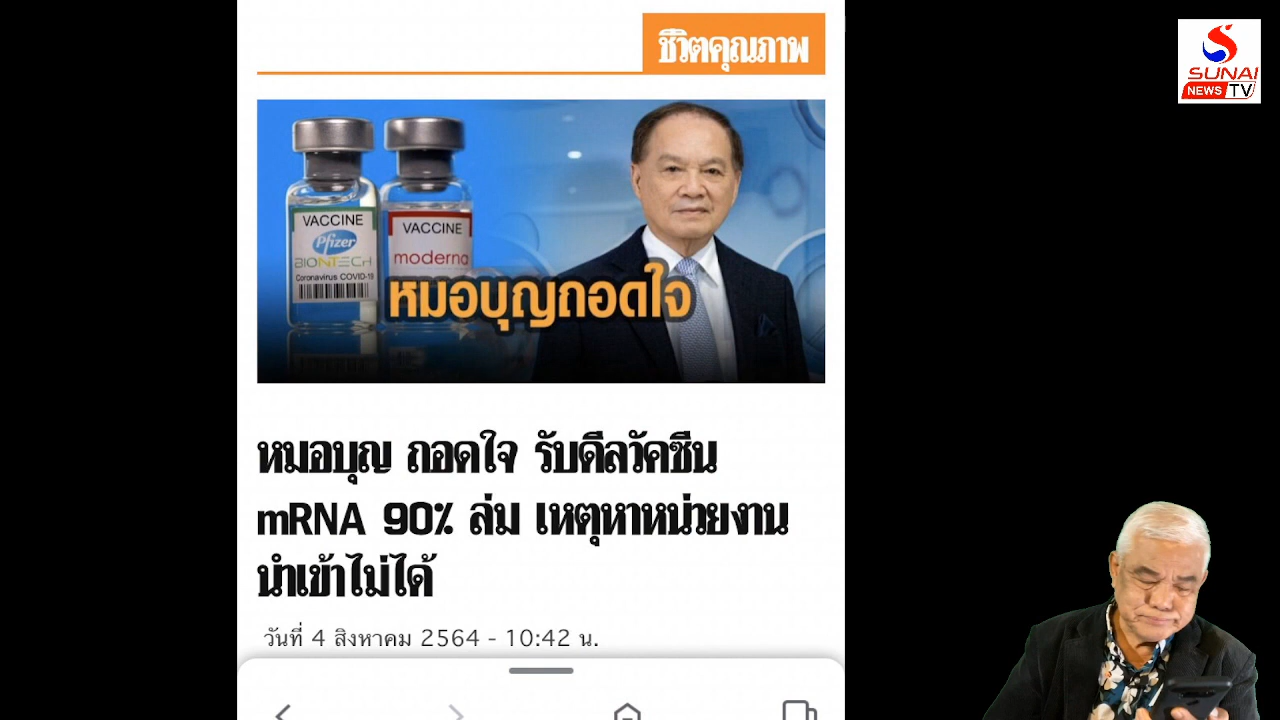 ชีวิตคุณภาพ
SUNAI
NEWS TV
VACCINE
Pfizer
BIONTECH
Coronavirus COVID-19
VACCINE
moderna
หมอบุญถอดใจ
หมอบุญ ถอดใจ รับดีลวัคซีน
mRNA 90% ล่ม เหตุหาหน่วยงาน
นำเข้าไม่ได้
วันที่ 4 สิงหาคม 2564 - 10:42 น.